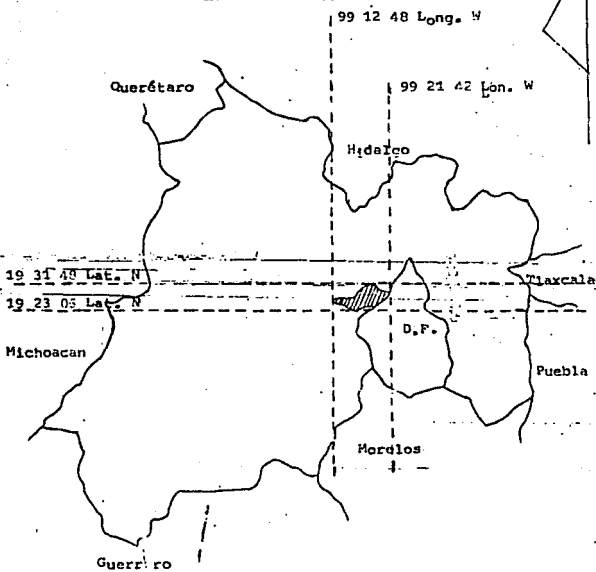 99 12 48 Long. W
Querétaro
99 21 42 Lon. W
Hidalgo
19 31 48 Lat. N
Tlaxcala
19 23 06 Lat. N
D.F.
Michoacan
Puebla
Morelos
Guerrero